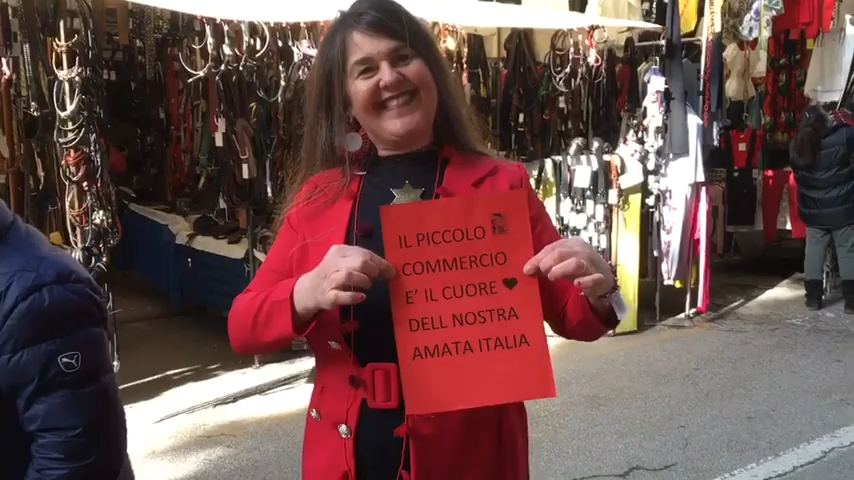 IL PICCOLO
COMMERCIO
E' IL CUORE
DELL NOSTRA
AMATA ITALIA